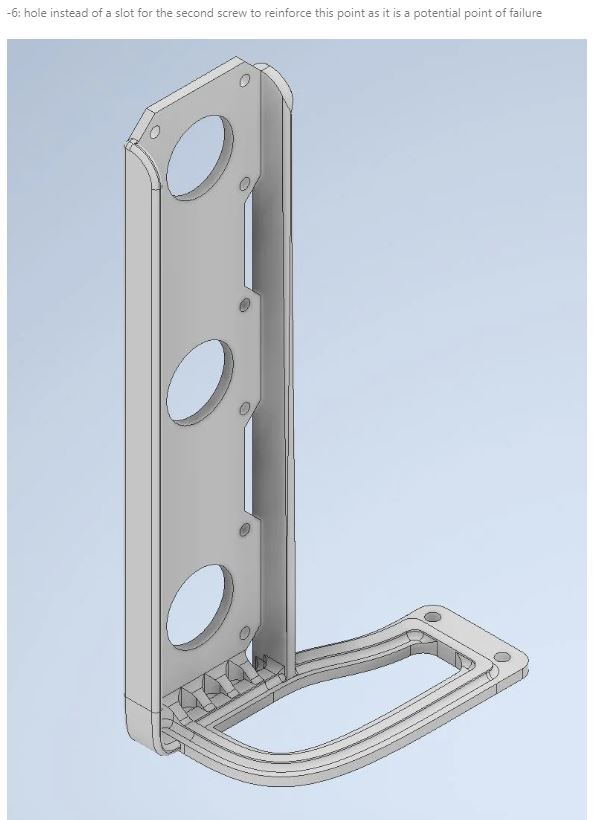 -6: hole instead of a slot for the second screw to reinforce this point as it is a potential point of failure